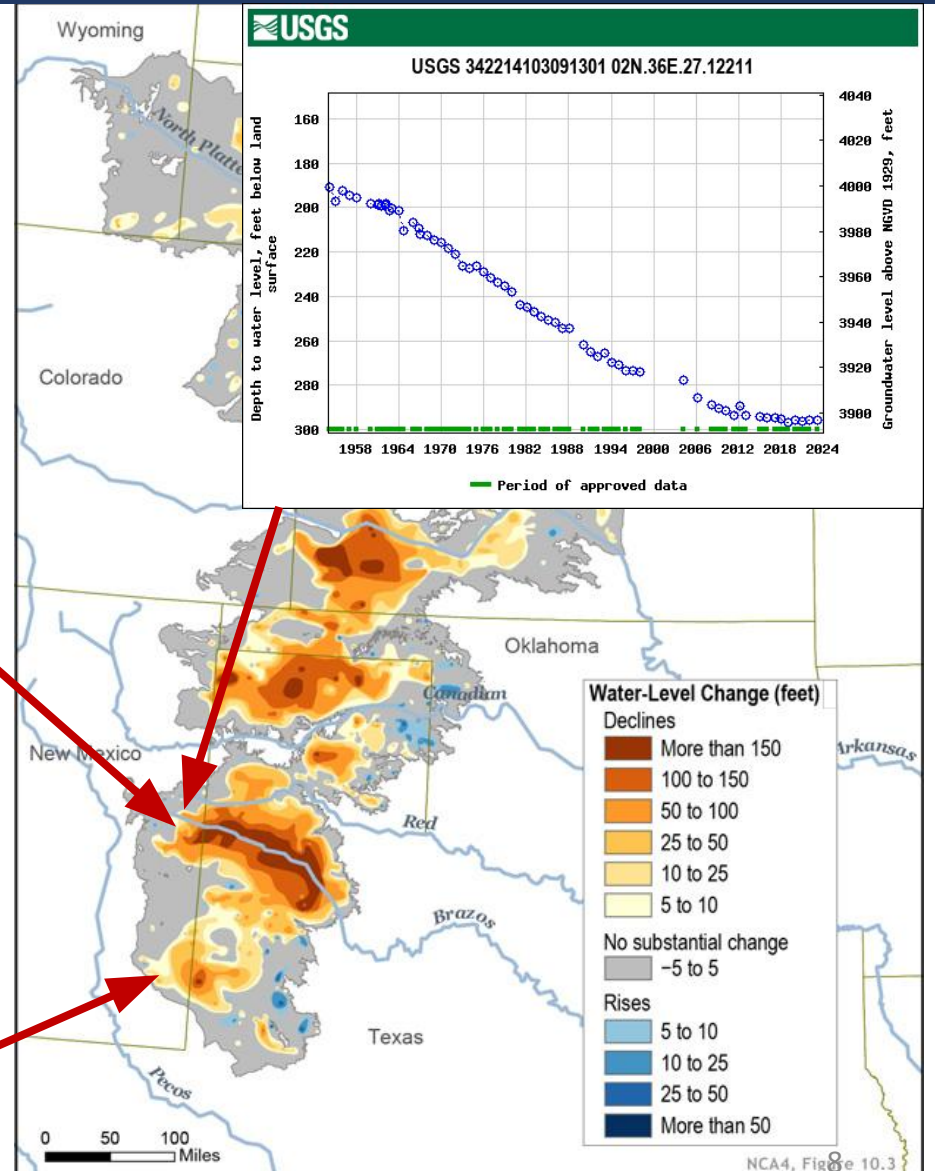 Wyoming
North Platte
Colorado
USGS
USGS 342214103091301 02N.36E.27.12211
Depth to water level, feet below land
surface
160
180
200
220
240
260
280
300
4040
4020
4000
3980
3960
3940
3920
3900
Groundwater level above NGVD 1929, feet
1958 1964 1970 1976 1982 1988 1994 2000 2006 2012 2018 2024
Period of approved data
Oklahoma
Canadian
New Mexico
Arkansas
Red
Brazos
Texas
Pecos
Water-Level Change (feet)
Declines
More than 150
100 to 150
50 to 100
25 to 50
10 to 25
5 to 10
No substantial change
−5 to 5
Rises
5 to 10
10 to 25
25 to 50
More than 50
0 50 100
Miles
NCA4, Figure 10.3
8